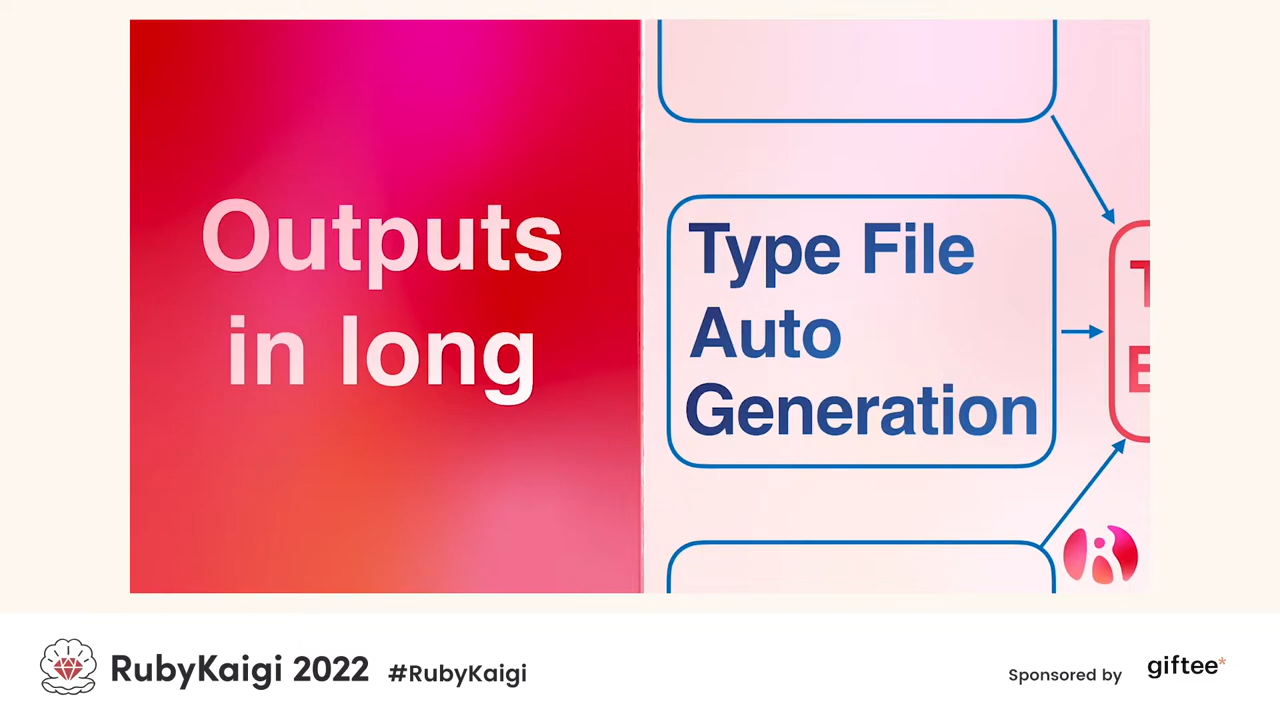 Outputs
in long
Type File
Auto
Generation
RubyKaigi 2022
#RubyKaigi
Sponsored by
giftee*